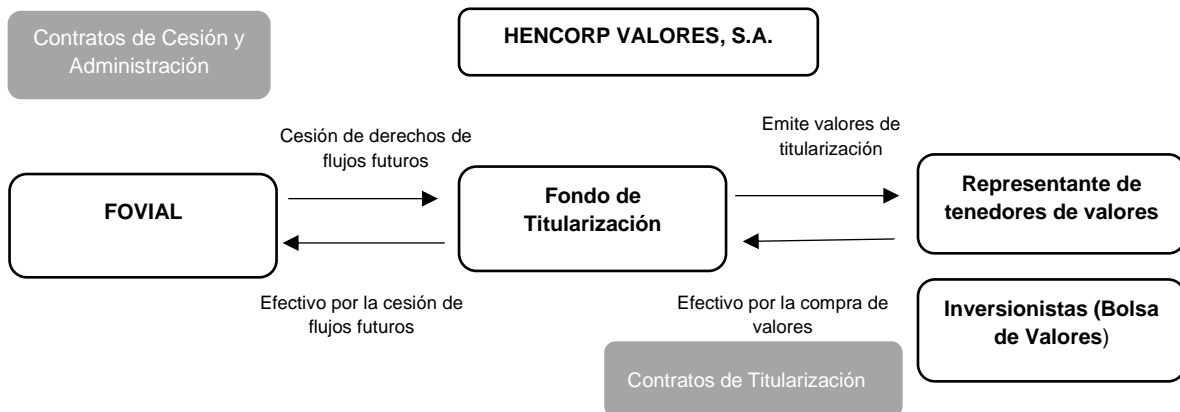 Contratos de Cesión y
Administración
HENCORP VALORES, S.A.
Cesión de derechos de
flujos futuros
Emite valores de
titularización
FOVIAL
Fondo de
Titularización
Representante de
tenedores de valores
Efectivo por la cesión de
flujos futuros
Efectivo por la compra de
valores
Inversionistas (Bolsa
de Valores)
Contratos de Titularización